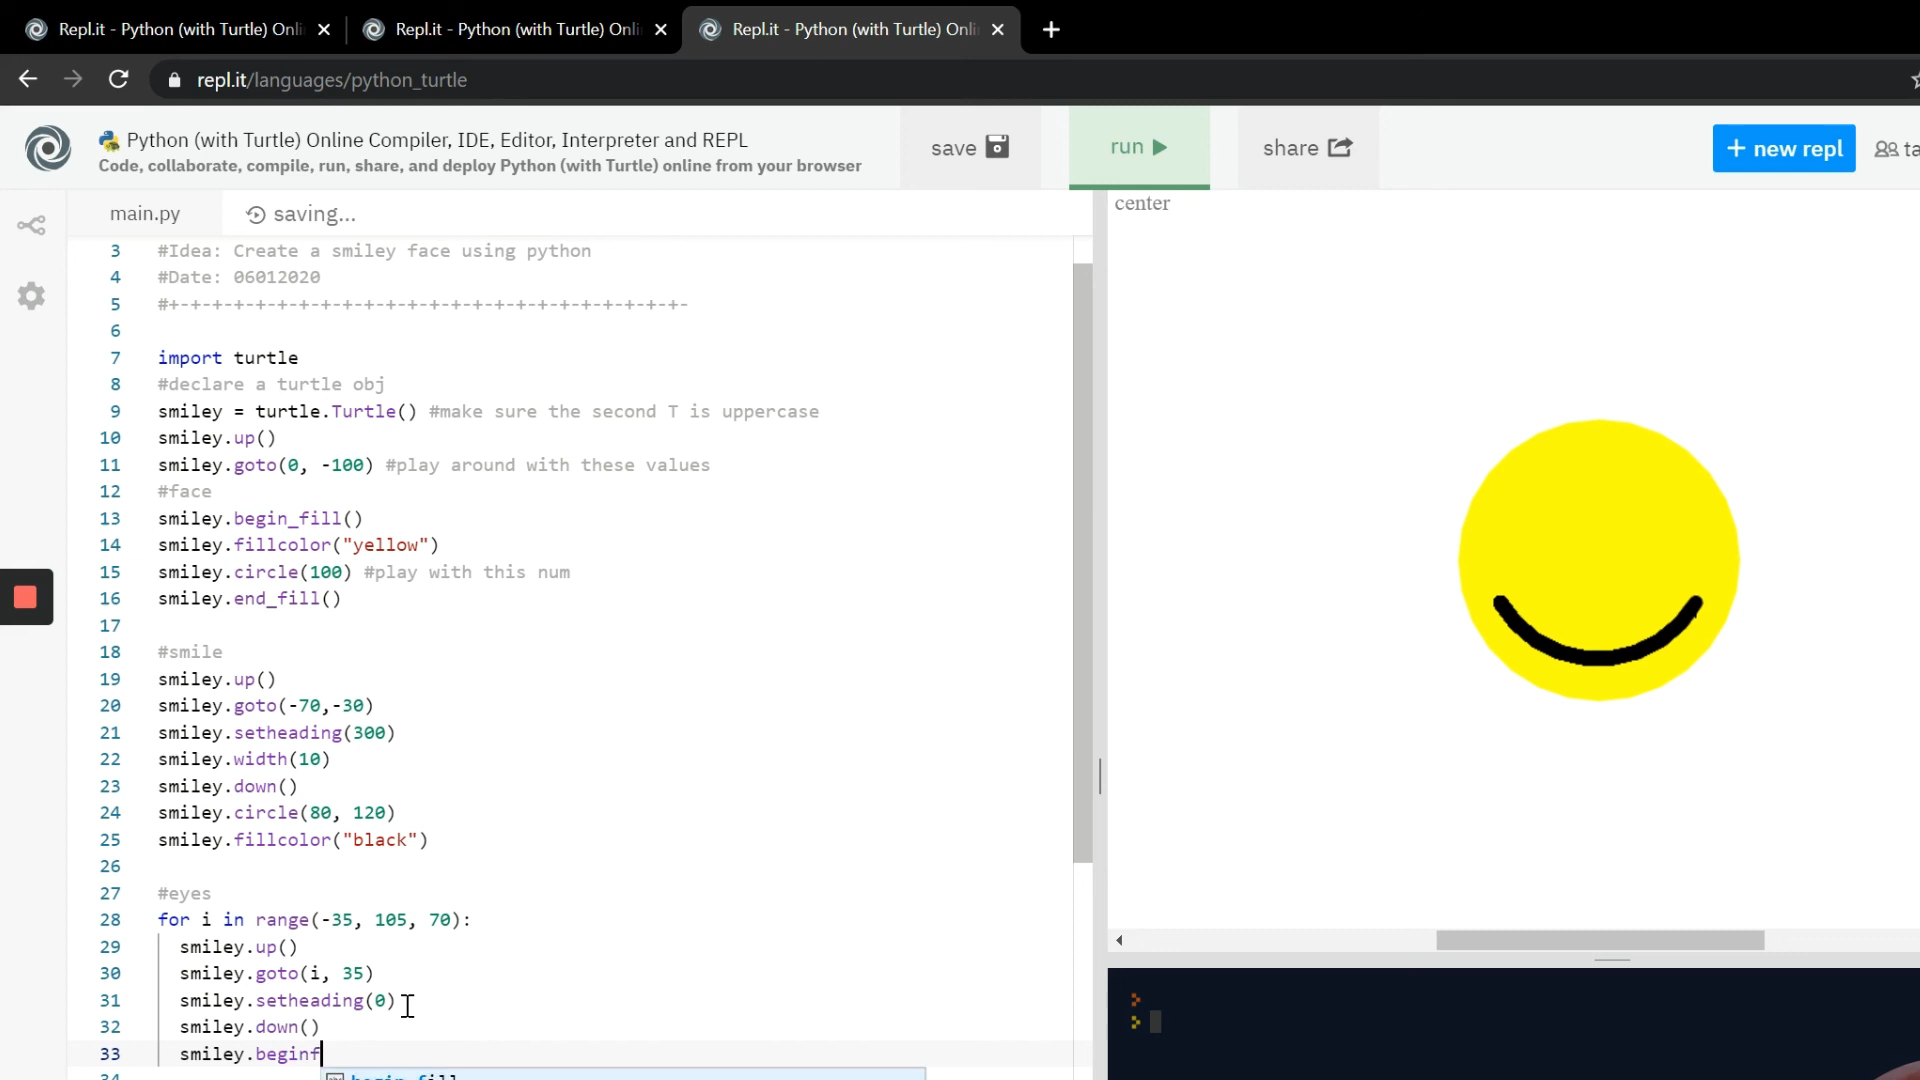 Repl.it - Python (with Turtle) Onli
Repl.it - Python (with Turtle) Onli
Repl.it - Python (with Turtle) Onli
repl.it/languages/python_turtle
Python (with Turtle) Online Compiler, IDE, Editor, Interpreter and REPL
Code, collaborate, compile, run, share, and deploy Python (with Turtle) online from your browser
save
run
share
+ new repl
ta
main.py
saving...
center
3 #Idea: Create a smiley face using python
4 #Date: 06012020
5 #+-+-+-+-+-+-+-+-+-+-+-+-+-+-+-+-+-+-+-+-+-+-+-+-
6
7 import turtle
8 #declare a turtle obj
9 smiley = turtle.Turtle() #make sure the second T is uppercase
10 smiley.up()
11 smiley.goto(0, -100) #play around with these values
12 #face
13 smiley.begin_fill()
14 smiley.fillcolor("yellow")
15 smiley.circle(100) #play with this num
16 smiley.end_fill()
17
18 #smile
19 smiley.up()
20 smiley.goto(-70,-30)
21 smiley.setheading(300)
22 smiley.width(10)
23 smiley.down()
24 smiley.circle(80, 120)
25 smiley.fillcolor("black")
26
27 #eyes
28 for i in range(-35, 105, 70):
29 smiley.up()
30 smiley.goto(i, 35)
31 smiley.setheading(0)
32 smiley.down()
33 smiley.beginf
34
begin_fill